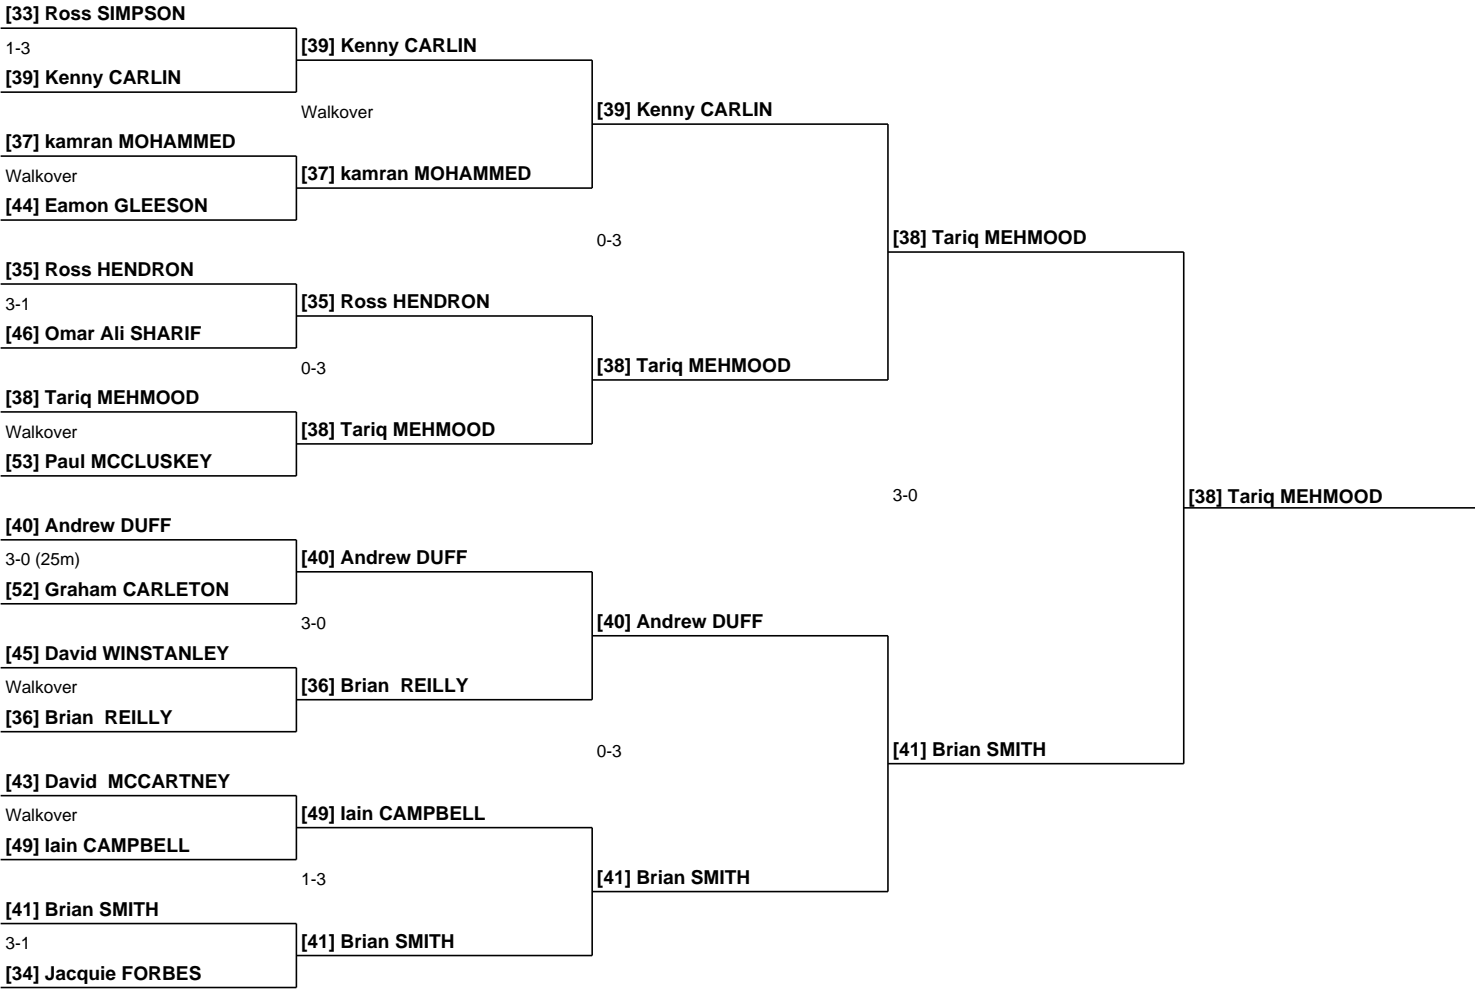 [33] Ross SIMPSON
1-3
[39] Kenny CARLIN
[37] kamran MOHAMMED
Walkover
[44] Eamon GLEESON
[35] Ross HENDRON
3-1
[46] Omar Ali SHARIF
[38] Tariq MEHMOOD
Walkover
[53] Paul MCCLUSKEY
[40] Andrew DUFF
3-0 (25m)
[52] Graham CARLETON
[45] David WINSTANLEY
Walkover
[36] Brian  REILLY
[43] David  MCCARTNEY
Walkover
[49] Iain CAMPBELL
[41] Brian SMITH
3-1
[34] Jacquie FORBES
[39] Kenny CARLIN
Walkover
[37] kamran MOHAMMED
[35] Ross HENDRON
0-3
[38] Tariq MEHMOOD
[40] Andrew DUFF
3-0
[36] Brian  REILLY
[49] Iain CAMPBELL
1-3
[41] Brian SMITH
[39] Kenny CARLIN
0-3
[38] Tariq MEHMOOD
[40] Andrew DUFF
0-3
[41] Brian SMITH
[38] Tariq MEHMOOD
3-0
[41] Brian SMITH
[38] Tariq MEHMOOD